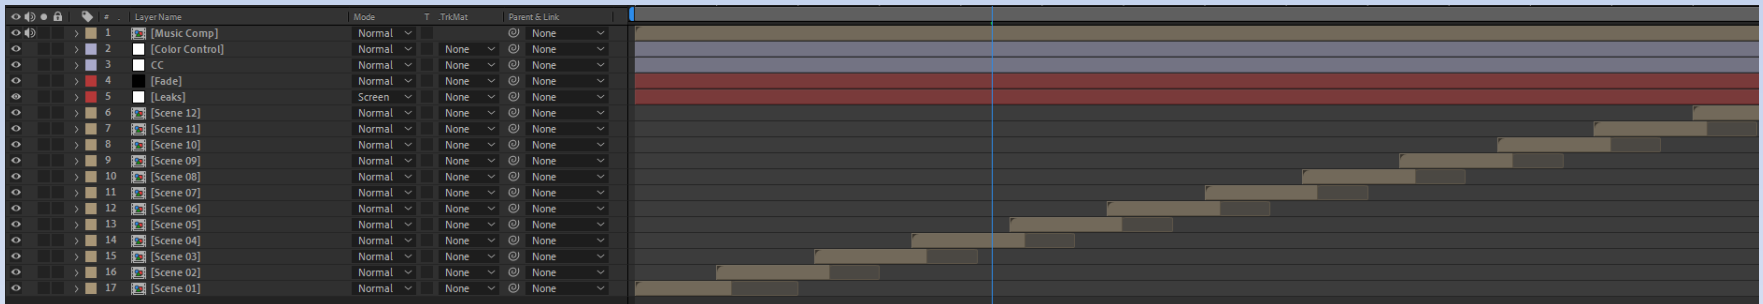 # . Layer Name Mode T .TrkMat Parent & Link
1 [Music Comp] Normal None
2 [Color Control] Normal None None
3 CC Normal None None
4 [Fade] Normal None None
5 [Leaks] Screen None None
6 [Scene 12] Normal None None
7 [Scene 11] Normal None None
8 [Scene 10] Normal None None
9 [Scene 09] Normal None None
10 [Scene 08] Normal None None
11 [Scene 07] Normal None None
12 [Scene 06] Normal None None
13 [Scene 05] Normal None None
14 [Scene 04] Normal None None
15 [Scene 03] Normal None None
16 [Scene 02] Normal None None
17 [Scene 01] Normal None None